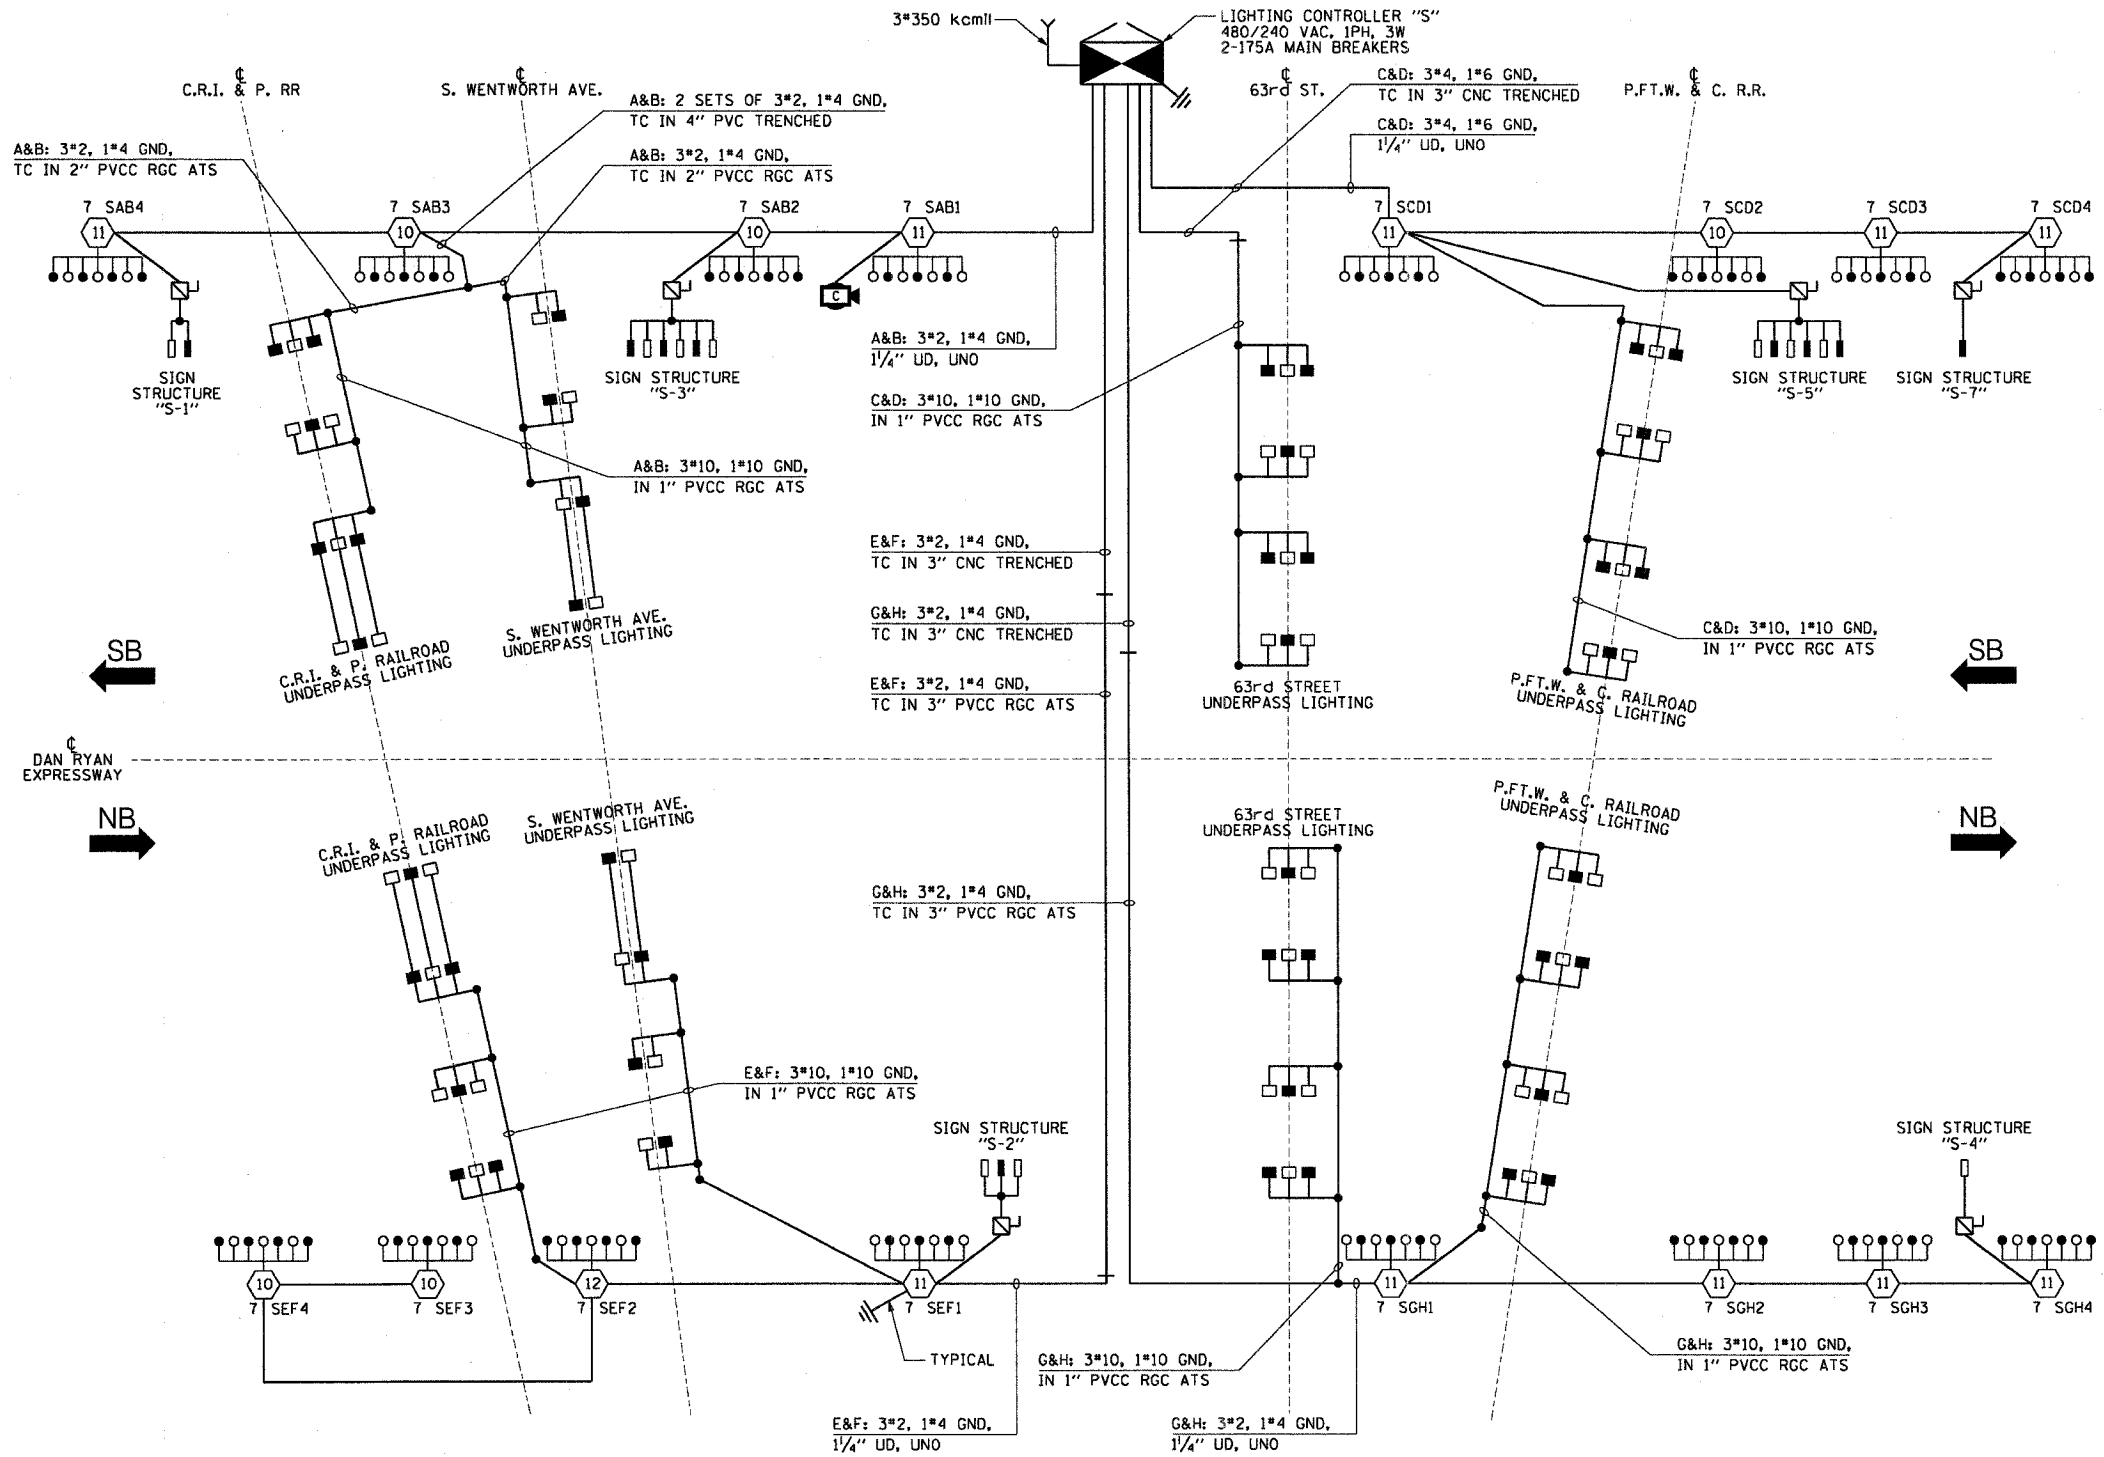 3#350 kcmil
LIGHTING CONTROLLER "S"
480/240 VAC, 1PH, 3W
2-175A MAIN BREAKERS
℄
C.R.I. & P. RR
℄
S. WENTWORTH AVE.
℄
63rd ST.
℄
P.FT.W. & C. R.R.
A&B: 2 SETS OF 3#2, 1#4 GND,
TC IN 4" PVC TRENCHED
C&D: 3#4, 1#6 GND,
TC IN 3" CNC TRENCHED
C&D: 3#4, 1#6 GND,
1 1/4" UD, UNO
A&B: 3#2, 1#4 GND,
TC IN 2" PVCC RGC ATS
A&B: 3#2, 1#4 GND,
TC IN 2" PVCC RGC ATS
7 SAB4
11
7 SAB3
10
7 SAB2
10
7 SAB1
11
7 SCD1
11
7 SCD2
10
7 SCD3
11
7 SCD4
11
C
SIGN
STRUCTURE
"S-1"
SIGN STRUCTURE
"S-3"
SIGN STRUCTURE
"S-5"
SIGN STRUCTURE
"S-7"
A&B: 3#2, 1#4 GND,
1 1/4" UD, UNO
C&D: 3#10, 1#10 GND,
IN 1" PVCC RGC ATS
A&B: 3#10, 1#10 GND,
IN 1" PVCC RGC ATS
E&F: 3#2, 1#4 GND,
TC IN 3" CNC TRENCHED
G&H: 3#2, 1#4 GND,
TC IN 3" CNC TRENCHED
E&F: 3#2, 1#4 GND,
TC IN 3" PVCC RGC ATS
C&D: 3#10, 1#10 GND,
IN 1" PVCC RGC ATS
SB
C.R.I. & P. RAILROAD
UNDERPASS LIGHTING
S. WENTWORTH AVE.
UNDERPASS LIGHTING
63rd STREET
UNDERPASS LIGHTING
P.FT.W. & C. RAILROAD
UNDERPASS LIGHTING
SB
℄
DAN RYAN
EXPRESSWAY
NB
C.R.I. & P. RAILROAD
UNDERPASS LIGHTING
S. WENTWORTH AVE.
UNDERPASS LIGHTING
63rd STREET
UNDERPASS LIGHTING
P.FT.W. & C. RAILROAD
UNDERPASS LIGHTING
NB
G&H: 3#2, 1#4 GND,
TC IN 3" PVCC RGC ATS
E&F: 3#10, 1#10 GND,
IN 1" PVCC RGC ATS
SIGN STRUCTURE
"S-2"
SIGN STRUCTURE
"S-4"
10
7 SEF4
10
7 SEF3
12
7 SEF2
11
7 SEF1
11
7 SGH1
11
7 SGH2
11
7 SGH3
11
7 SGH4
TYPICAL
G&H: 3#10, 1#10 GND,
IN 1" PVCC RGC ATS
G&H: 3#10, 1#10 GND,
IN 1" PVCC RGC ATS
E&F: 3#2, 1#4 GND,
1 1/4" UD, UNO
G&H: 3#2, 1#4 GND,
1 1/4" UD, UNO